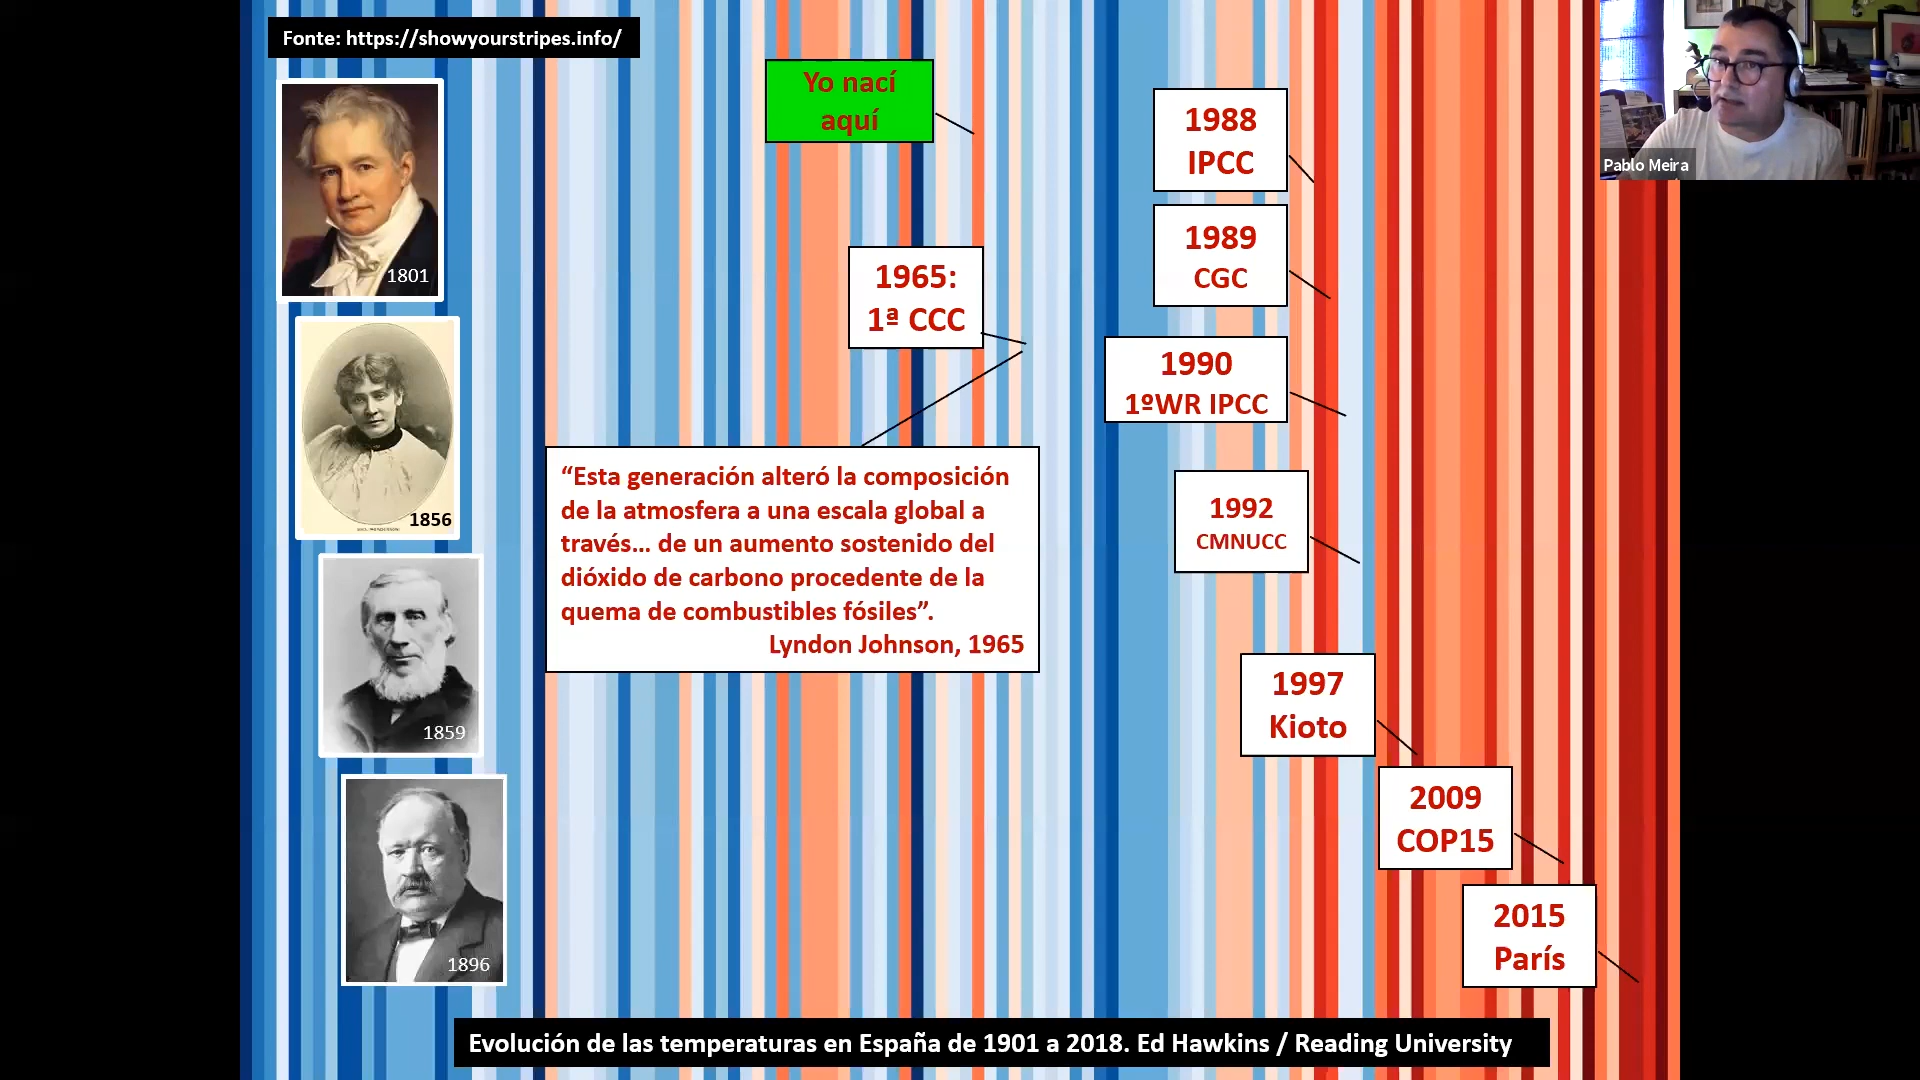 Fonte: https://showyourstripes.info/
Yo nací
aquí
Pablo Meira
1988
IPCC
1801
1989
CGC
1965:
1ª CCC
1990
1ºWR IPCC
1856
“Esta generación alteró la composición
de la atmosfera a una escala global a
través... de un aumento sostenido del
dióxido de carbono procedente de la
quema de combustibles fósiles”.
Lyndon Johnson, 1965
1992
CMNUCC
1859
1997
Kioto
2009
COP15
1896
2015
París
Evolución de las temperaturas en España de 1901 a 2018. Ed Hawkins / Reading University